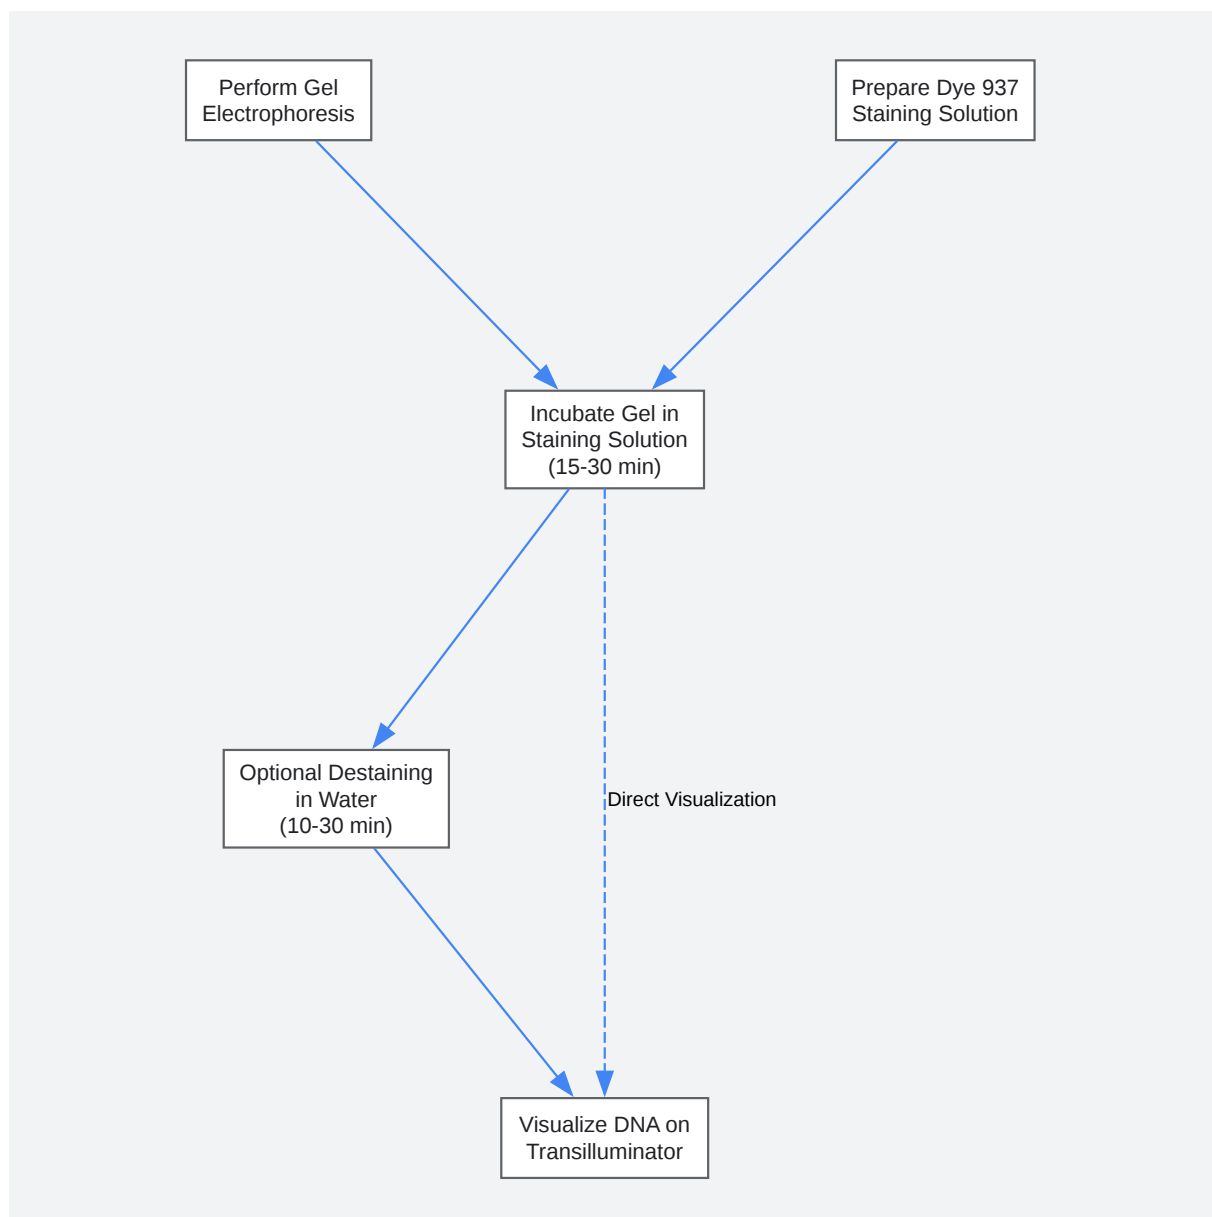 Perform Gel
Electrophoresis
Prepare Dye 937
Staining Solution
Incubate Gel in
Staining Solution
(15-30 min)
Optional Destaining
in Water
(10-30 min)
Direct Visualization
Visualize DNA on
Transilluminator